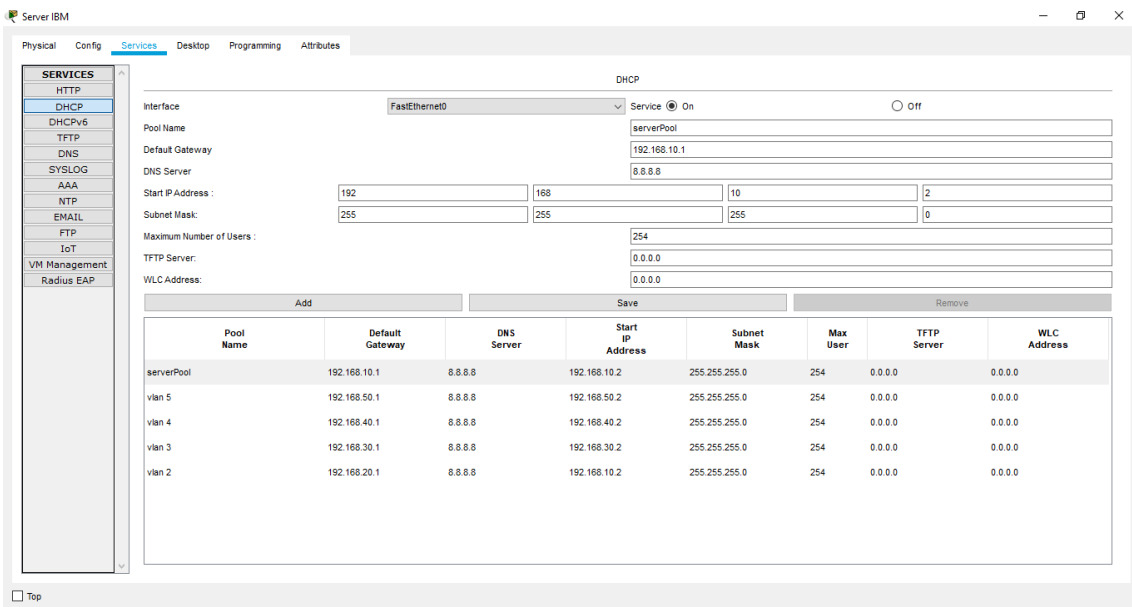 Server IBM
Physical Config Services Desktop Programming Attributes
SERVICES
HTTP
DHCP
DHCPv6
TFTP
DNS
SYSLOG
AAA
NTP
EMAIL
FTP
IoT
VM Management
Radius EAP
DHCP
Interface FastEthernet0 Service On Off
Pool Name serverPool
Default Gateway 192.168.10.1
DNS Server 8.8.8.8
Start IP Address : 192 168 10 2
Subnet Mask: 255 255 255 0
Maximum Number of Users : 254
TFTP Server: 0.0.0.0
WLC Address: 0.0.0.0
Add Save Remove
Pool Name Default Gateway DNS Server Start IP Address Subnet Mask Max User TFTP Server WLC Address
serverPool 192.168.10.1 8.8.8.8 192.168.10.2 255.255.255.0 254 0.0.0.0 0.0.0.0
vlan 5 192.168.50.1 8.8.8.8 192.168.50.2 255.255.255.0 254 0.0.0.0 0.0.0.0
vlan 4 192.168.40.1 8.8.8.8 192.168.40.2 255.255.255.0 254 0.0.0.0 0.0.0.0
vlan 3 192.168.30.1 8.8.8.8 192.168.30.2 255.255.255.0 254 0.0.0.0 0.0.0.0
vlan 2 192.168.20.1 8.8.8.8 192.168.10.2 255.255.255.0 254 0.0.0.0 0.0.0.0
Top